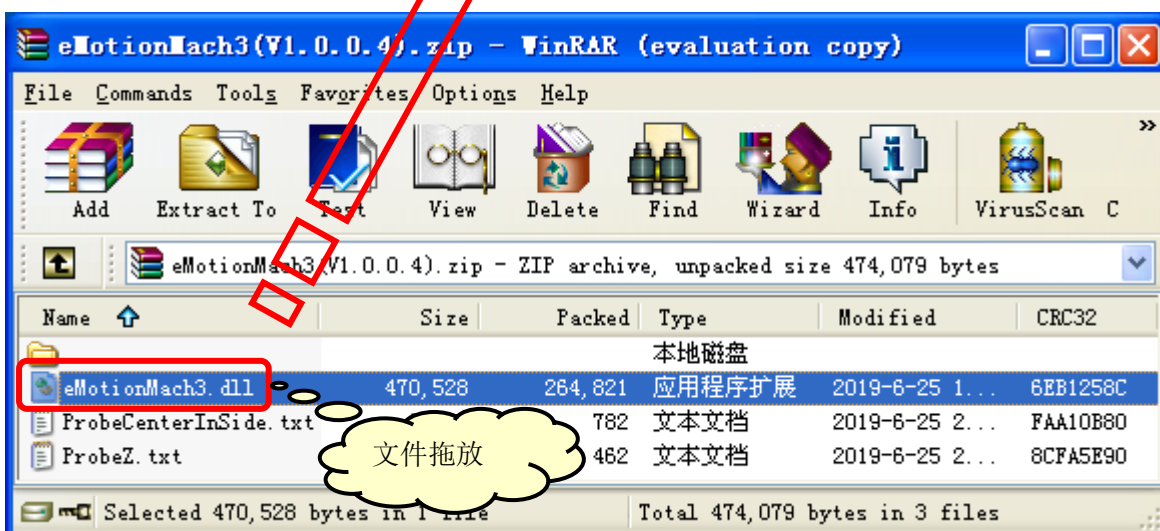 eMotionMach3(V1.0.0.4).zip - WinRAR (evaluation copy)
File Commands Tools Favorites Options Help
Add Extract To Test View Delete Find Wizard Info VirusScan C
»
eMotionMach3(V1.0.0.4).zip - ZIP archive, unpacked size 474,079 bytes
Name Size Packed Type Modified CRC32
本地磁盘
eMotionMach3.dll 470,528 264,821 应用程序扩展 2019-6-25 1... 6EB1258C
ProbeCenterInSide.txt 782 文本文档 2019-6-25 2... FAA10B80
ProbeZ.txt 462 文本文档 2019-6-25 2... 8CFA5E90
文件拖放
Selected 470,528 bytes in 1 file Total 474,079 bytes in 3 files